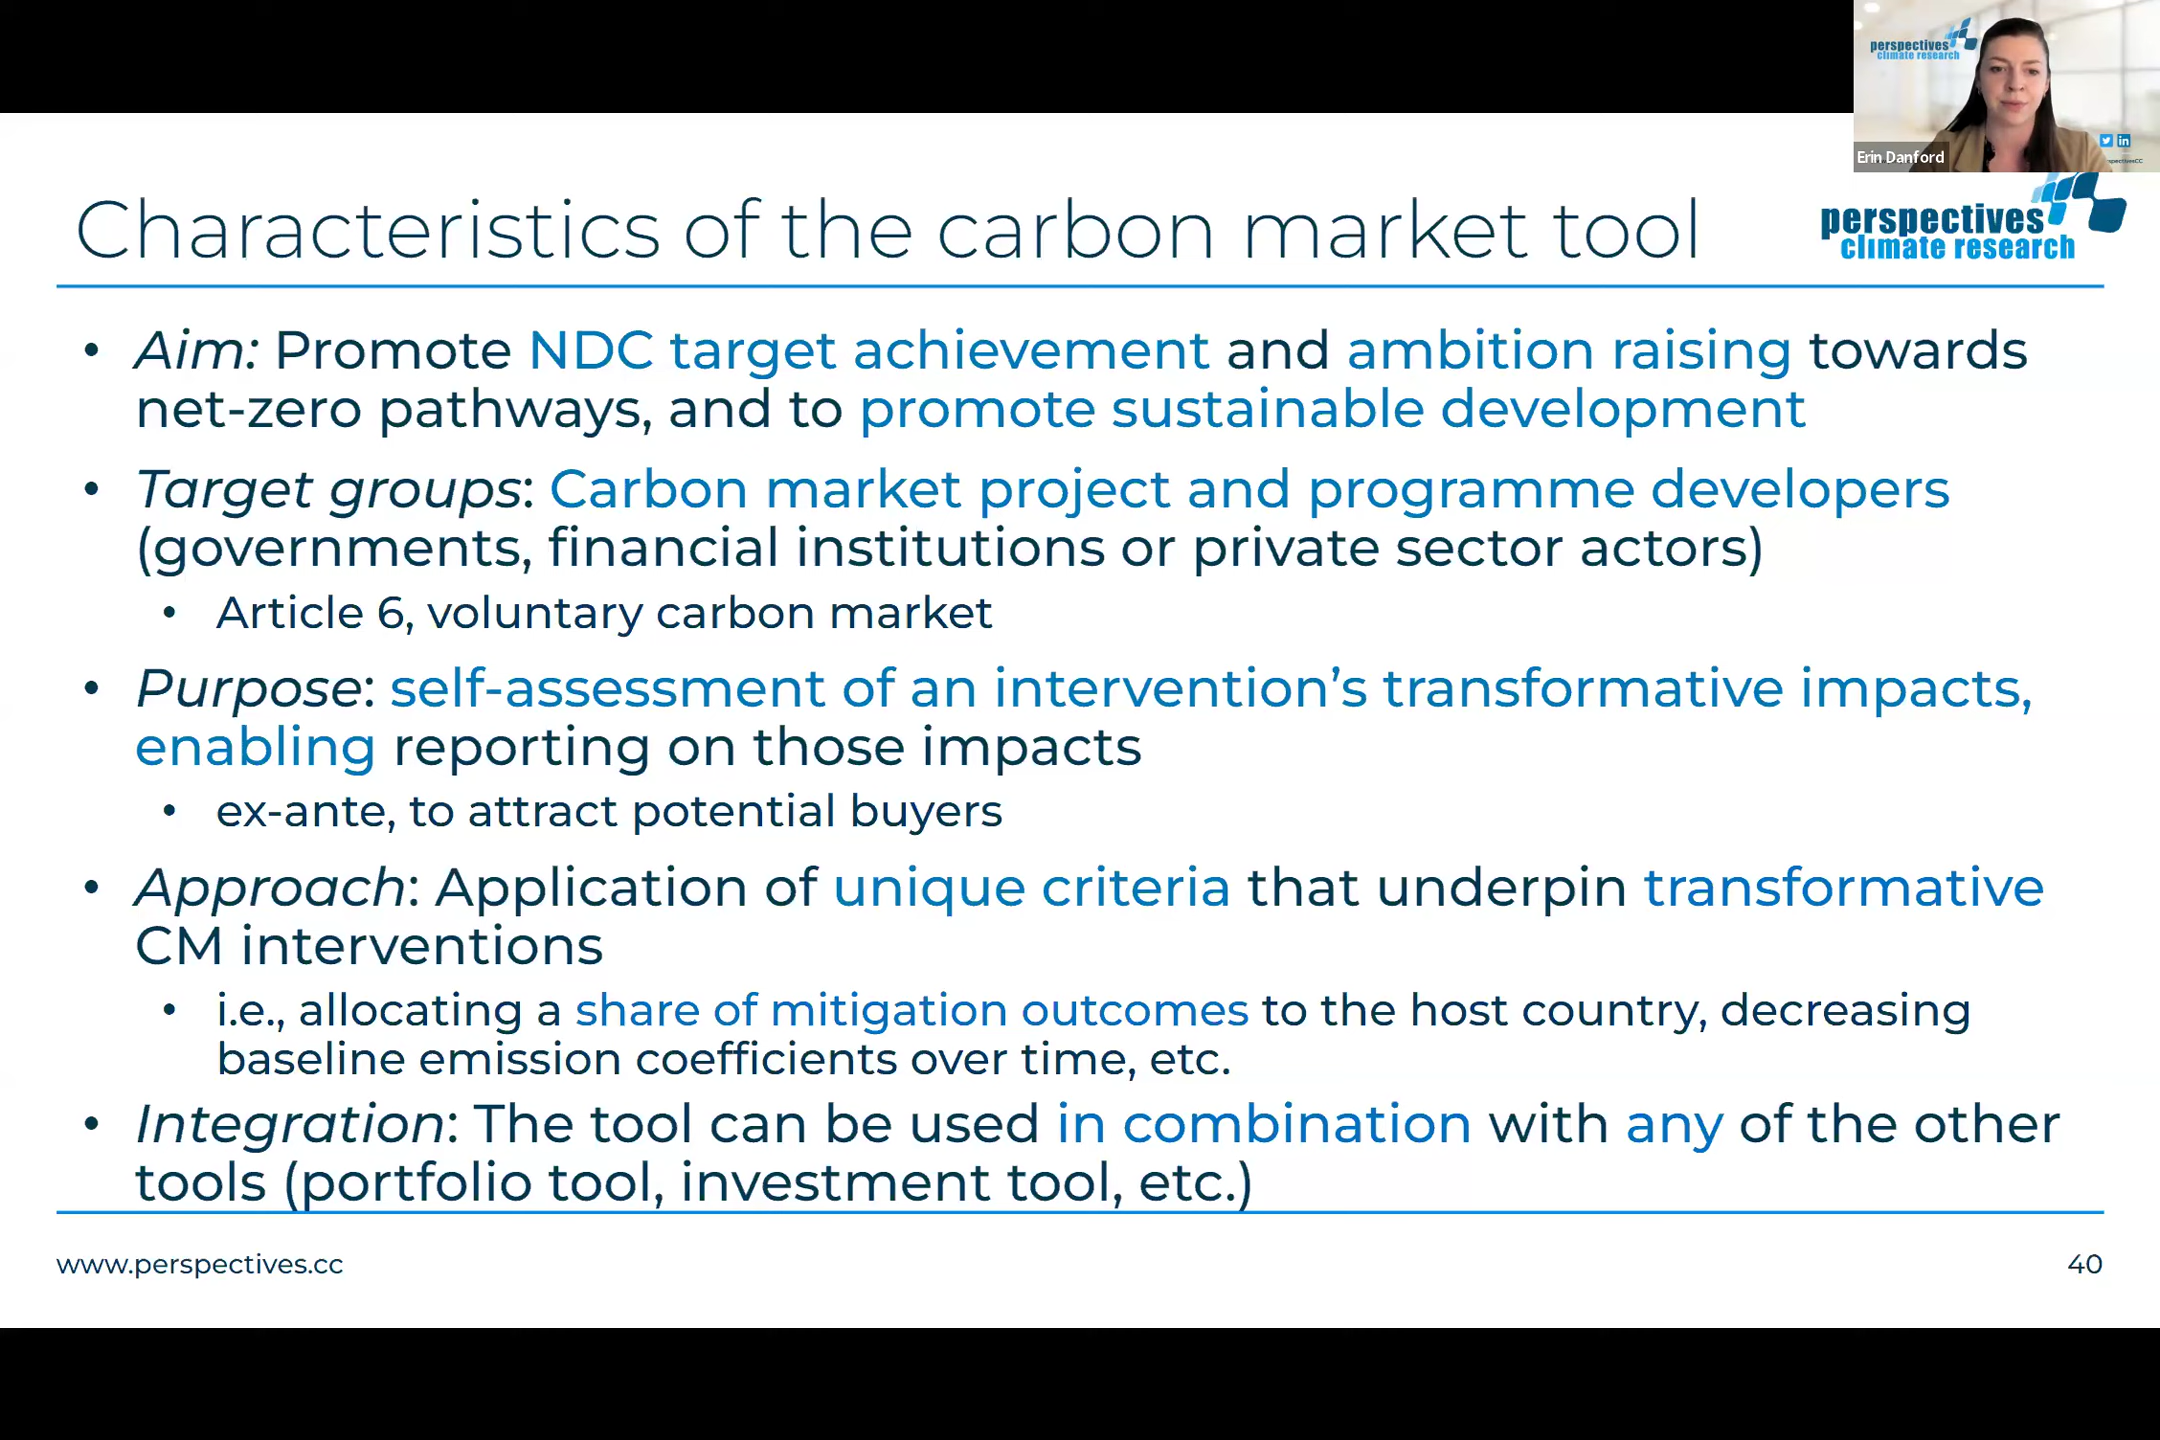 perspectives
climate research
Erin Danford
Characteristics of the carbon market tool
perspectives
climate research
• Aim: Promote NDC target achievement and ambition raising towards
net-zero pathways, and to promote sustainable development
• Target groups: Carbon market project and programme developers
(governments, financial institutions or private sector actors)
• Article 6, voluntary carbon market
• Purpose: self-assessment of an intervention’s transformative impacts,
enabling reporting on those impacts
• ex-ante, to attract potential buyers
• Approach: Application of unique criteria that underpin transformative
CM interventions
• i.e., allocating a share of mitigation outcomes to the host country, decreasing
baseline emission coefficients over time, etc.
• Integration: The tool can be used in combination with any of the other
tools (portfolio tool, investment tool, etc.)
www.perspectives.cc
40